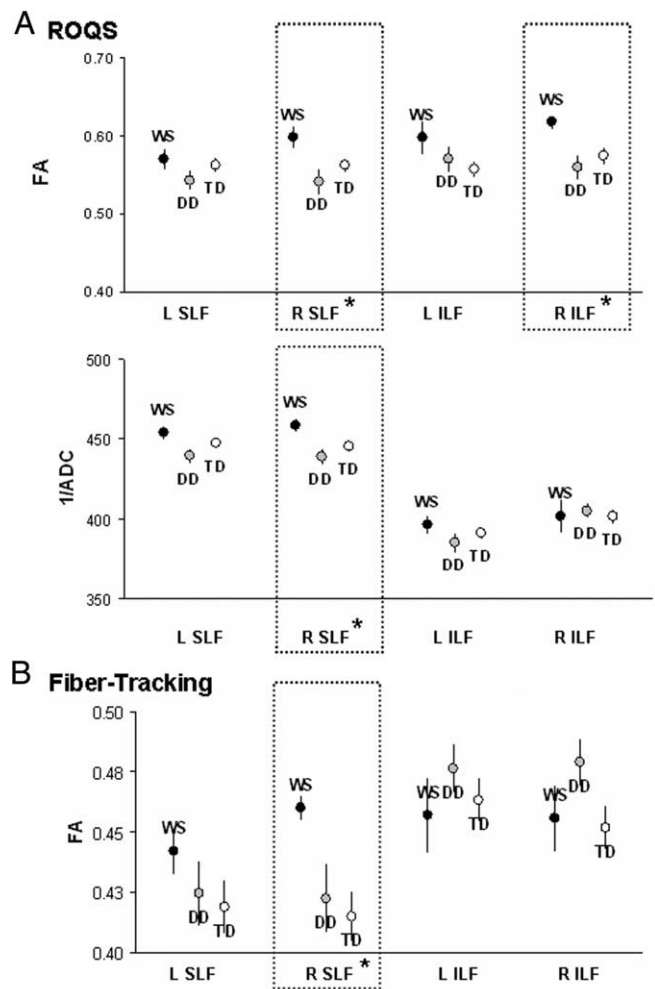 A ROQS
0.70
WS WS WS WS
0.60
FA
DD TD DD TD DD TD DD TD
0.50
0.40
L SLF R SLF * L ILF R ILF *
500
WS WS
450
DD TD DD TD
1/ADC
WS WS
400
DD TD DD TD
350
L SLF R SLF * L ILF R ILF
B Fiber-Tracking
0.50
0.48
WS WS DD WS DD
0.45
FA
WS TD TD
0.43
DD TD DD TD
0.40
L SLF R SLF * L ILF R ILF